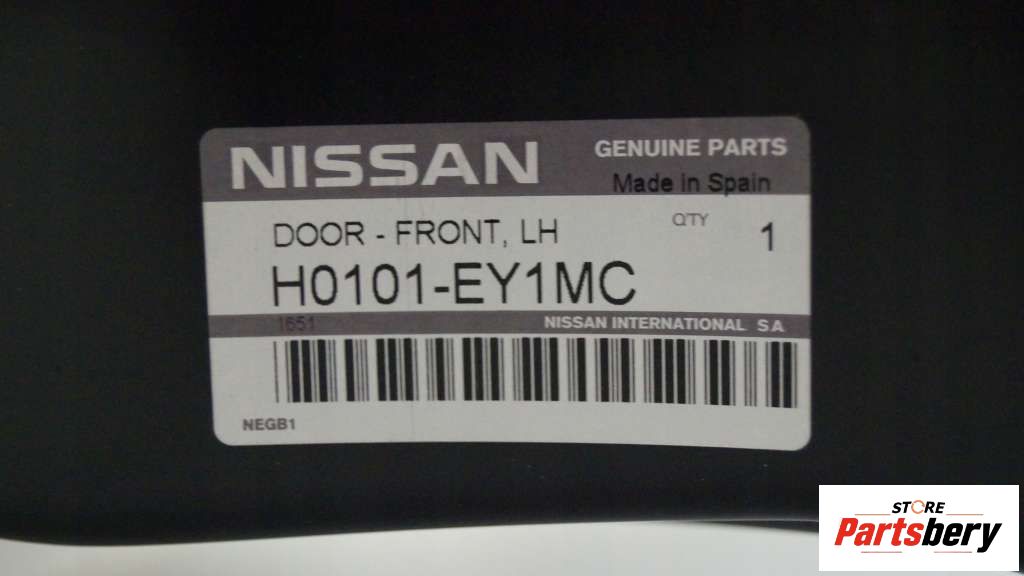 NISSAN
GENUINE PARTS
Made in Spain
DOOR - FRONT, LH
Q'TY
1
H0101-EY1MC
1651
NISSAN INTERNATIONAL S.A.
NEGB1
STORE
Partsbery